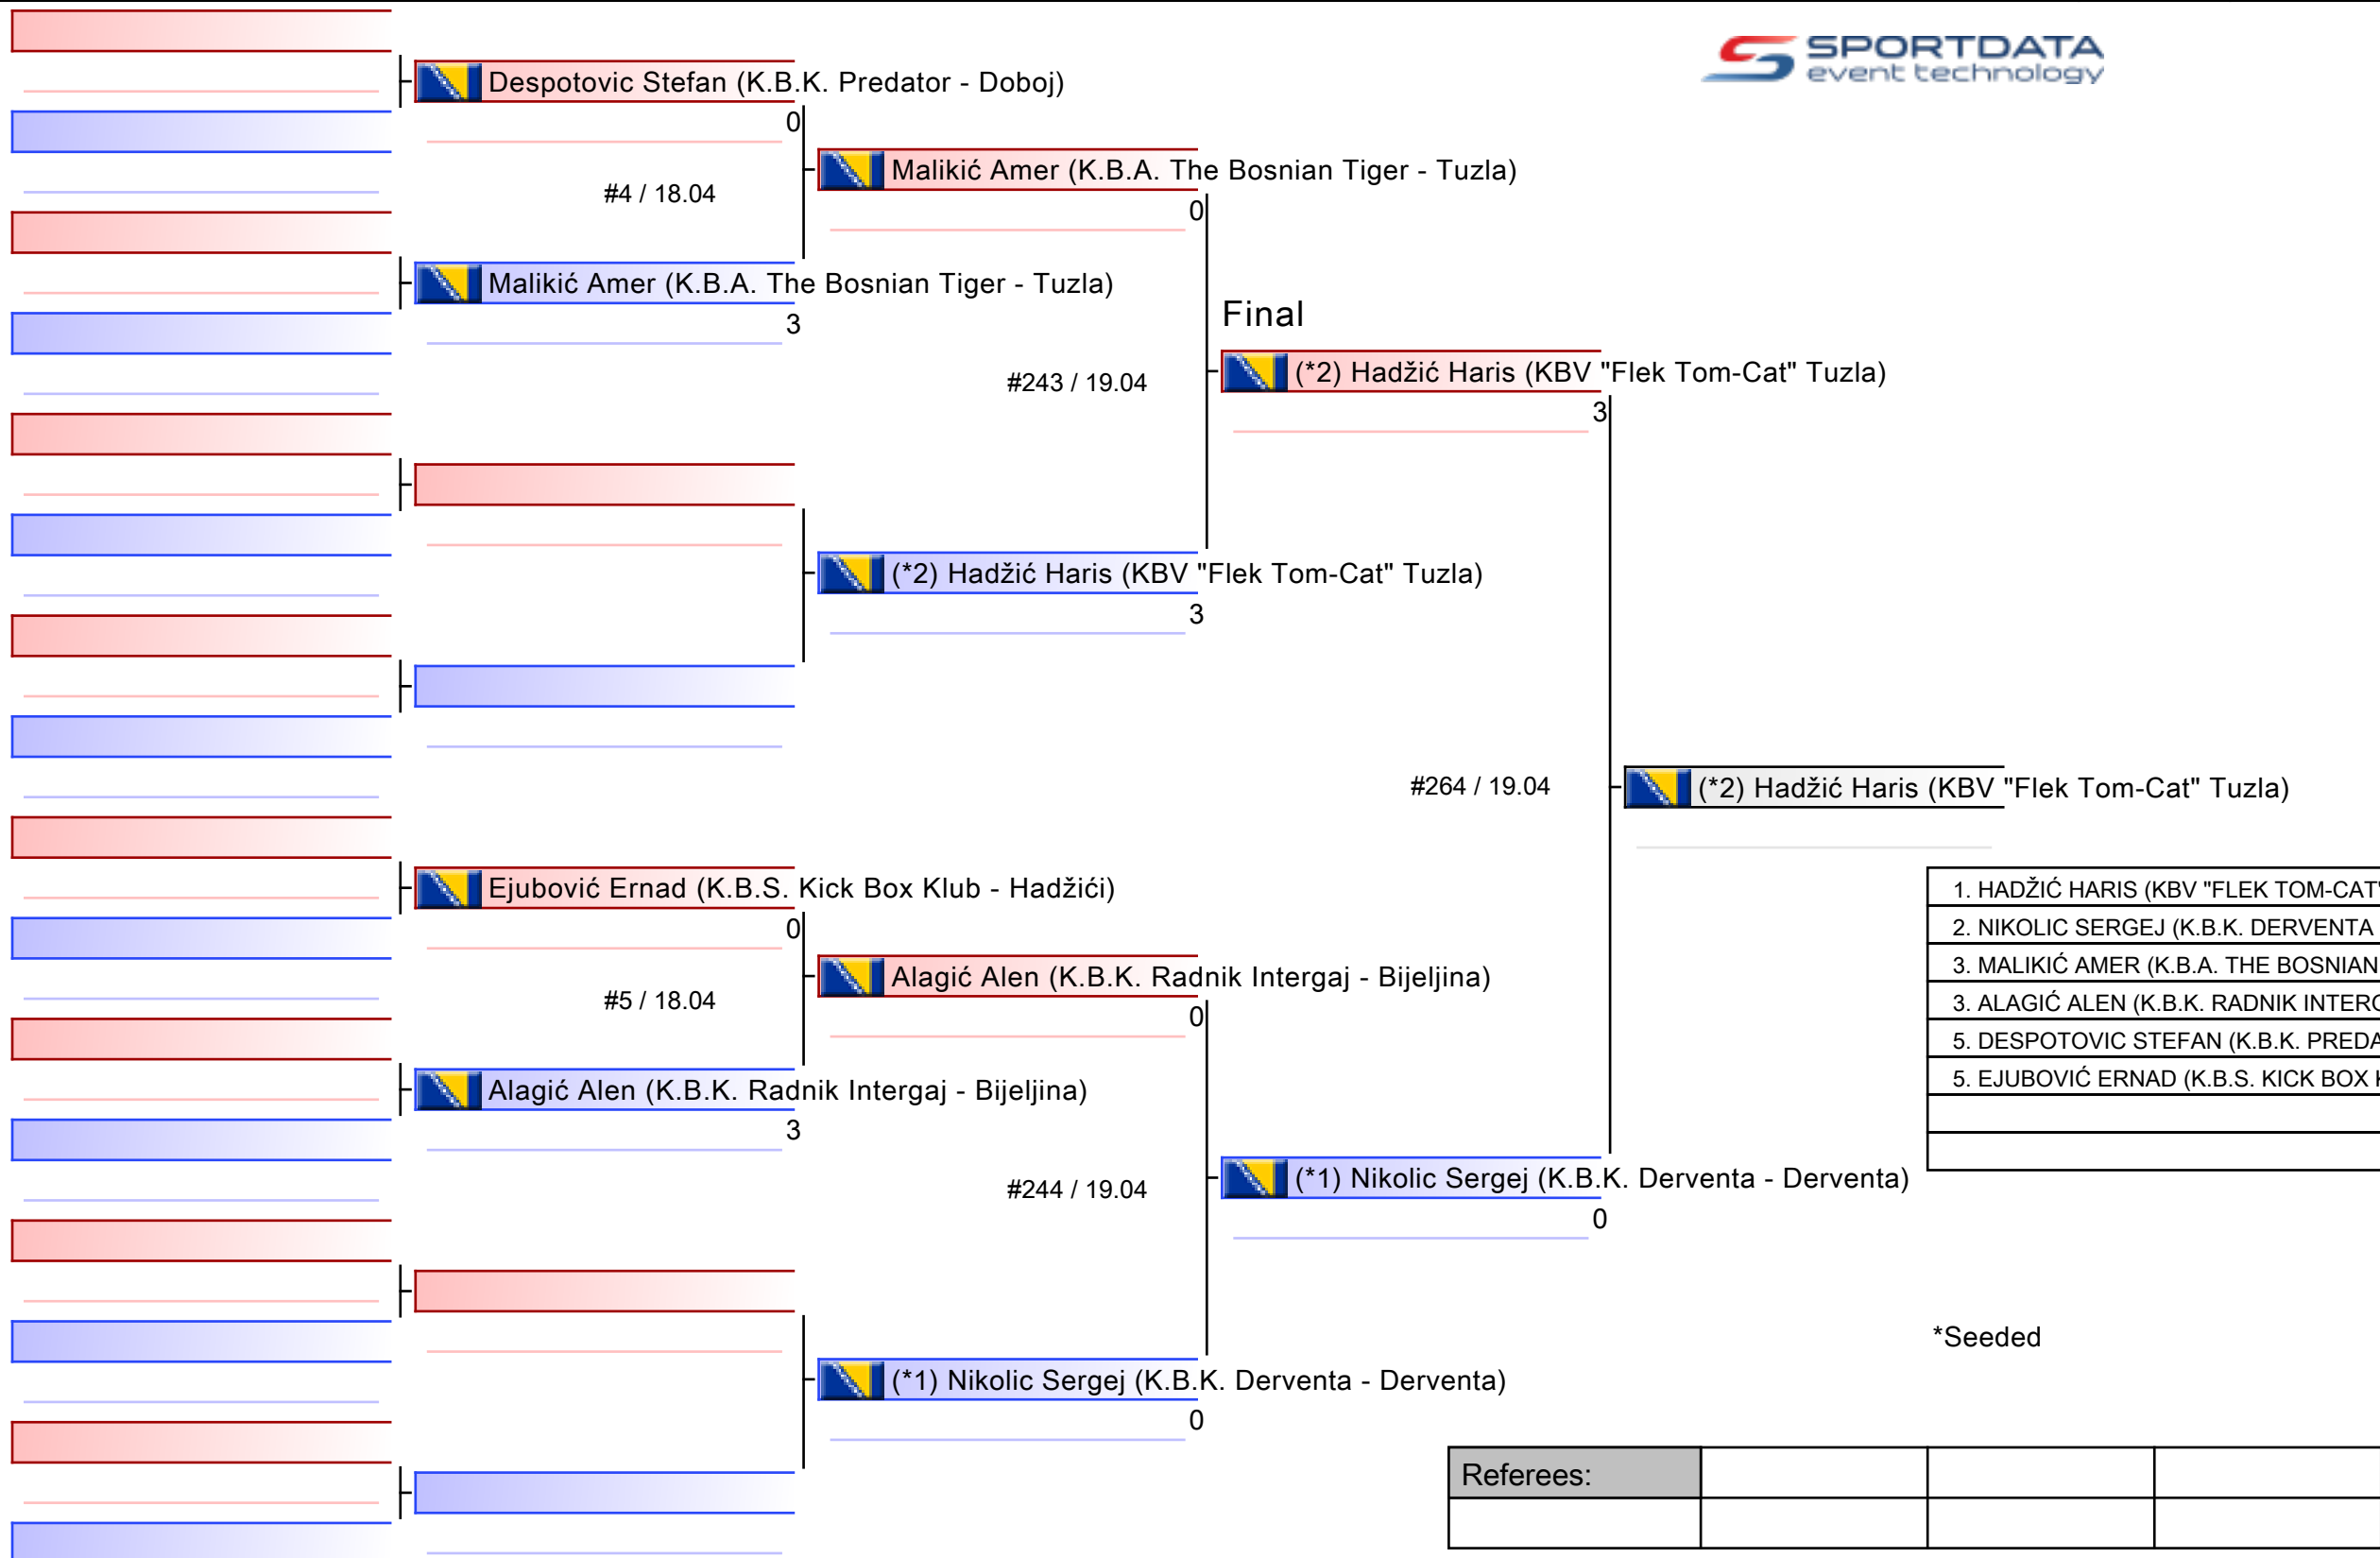 SPORTDATA
event technology
Despotovic Stefan (K.B.K. Predator - Doboj)
0
Malikić Amer (K.B.A. The Bosnian Tiger - Tuzla)
#4 / 18.04
0
Malikić Amer (K.B.A. The Bosnian Tiger - Tuzla)
3
Final
(*2) Hadžić Haris (KBV "Flek Tom-Cat" Tuzla)
#243 / 19.04
3
(*2) Hadžić Haris (KBV "Flek Tom-Cat" Tuzla)
3
#264 / 19.04
(*2) Hadžić Haris (KBV "Flek Tom-Cat" Tuzla)
Ejubović Ernad (K.B.S. Kick Box Klub - Hadžići)
0
Alagić Alen (K.B.K. Radnik Intergaj - Bijeljina)
#5 / 18.04
0
Alagić Alen (K.B.K. Radnik Intergaj - Bijeljina)
3
(*1) Nikolic Sergej (K.B.K. Derventa - Derventa)
#244 / 19.04
0
(*1) Nikolic Sergej (K.B.K. Derventa - Derventa)
0
1. HADŽIĆ HARIS (KBV "FLEK TOM-CAT"
2. NIKOLIC SERGEJ (K.B.K. DERVENTA
3. MALIKIĆ AMER (K.B.A. THE BOSNIAN
3. ALAGIĆ ALEN (K.B.K. RADNIK
5. DESPOTOVIC STEFAN (K.B.K.
5. EJUBOVIĆ ERNAD (K.B.S. KICK BOX
*Seeded
Referees: